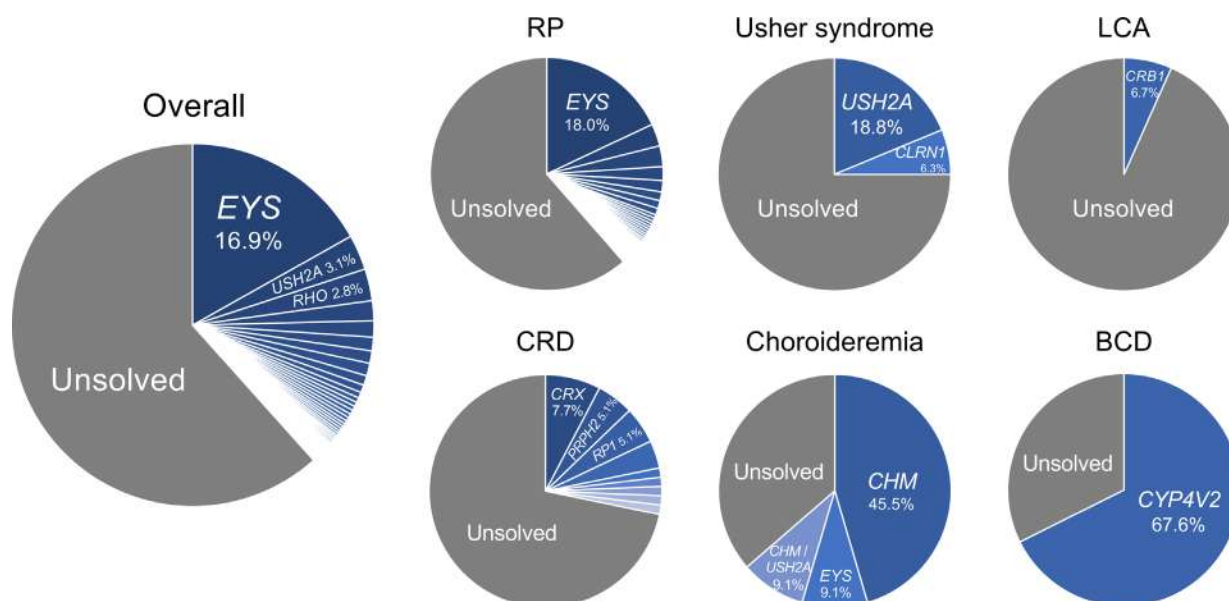 Overall
EYS
16.9%
USH2A 3.1%
RHO 2.8%
Unsolved
RP
EYS
18.0%
Unsolved
Usher syndrome
USH2A
18.8%
CLRN1
6.3%
Unsolved
LCA
CRB1
6.7%
Unsolved
CRD
CRX
7.7%
PRPH2 5.1%
RP1 5.1%
Unsolved
Choroideremia
Unsolved
CHM
45.5%
CHM /
USH2A
9.1%
EYS
9.1%
BCD
Unsolved
CYP4V2
67.6%